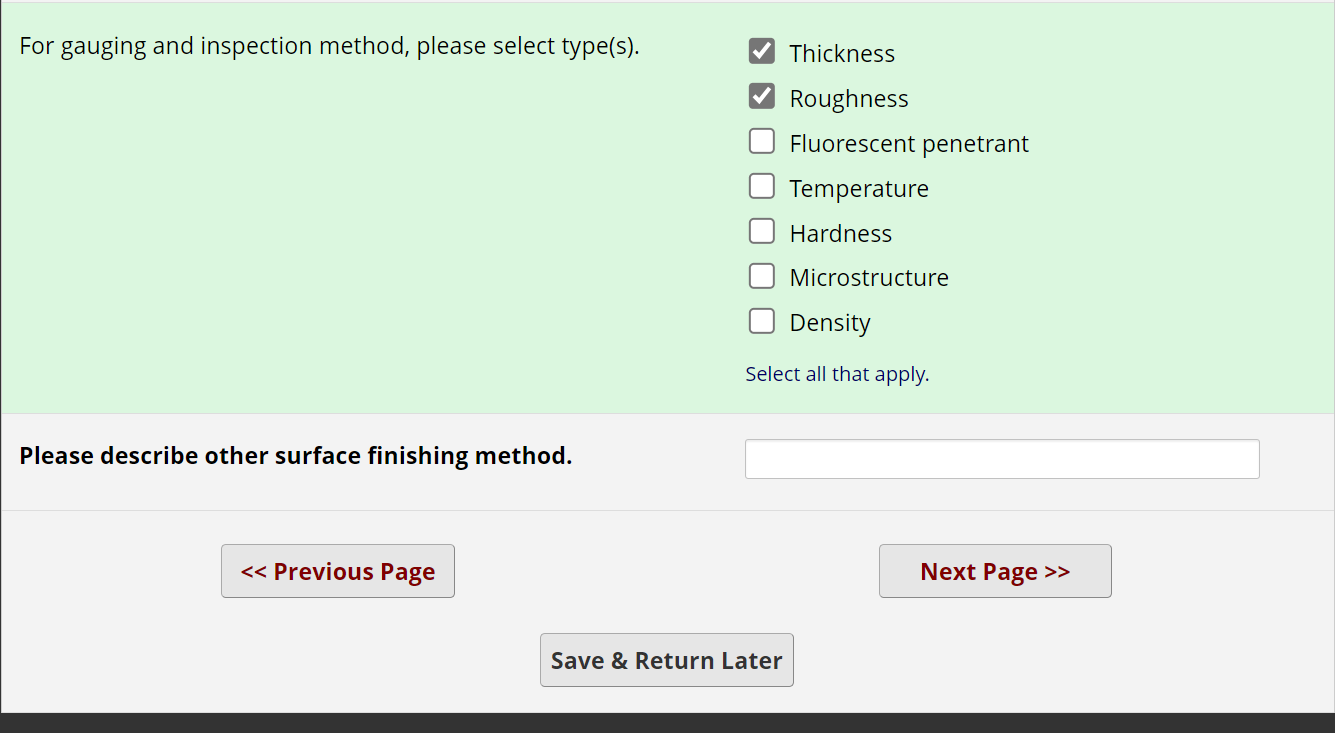 For gauging and inspection method, please select type(s).
Thickness
Roughness
Fluorescent penetrant
Temperature
Hardness
Microstructure
Density
Select all that apply.
Please describe other surface finishing method.
<< Previous Page
Next Page >>
Save & Return Later